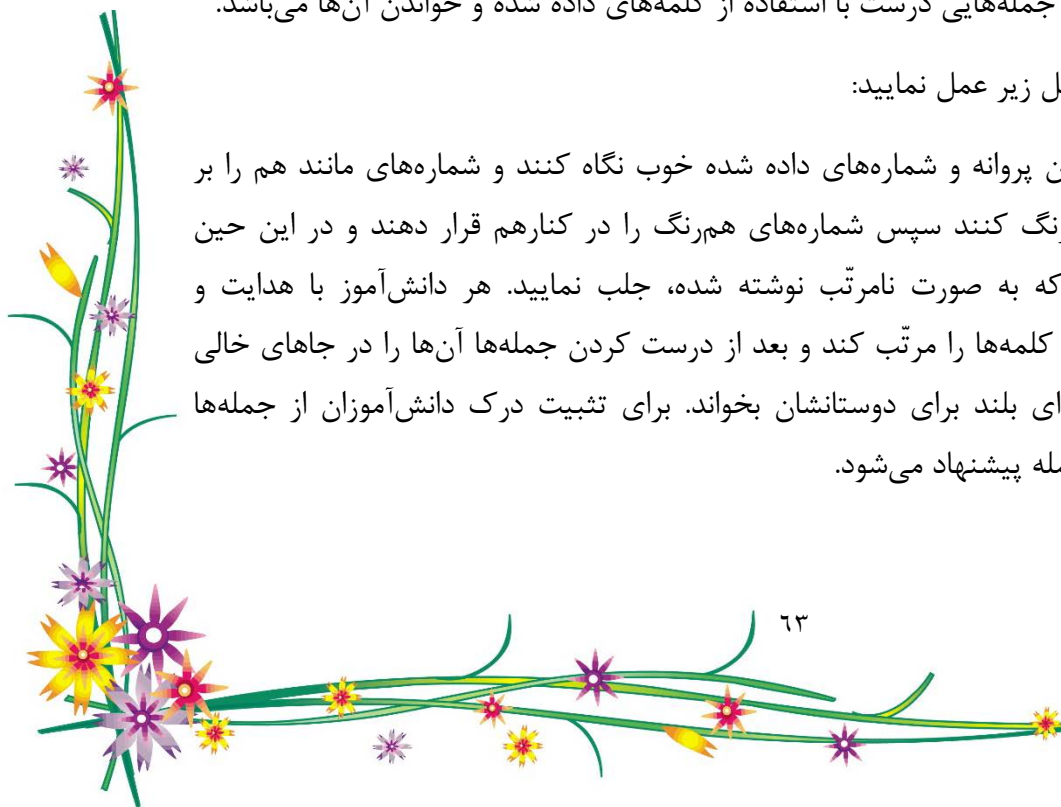 جمله‌هایی درست با استفاده از کلمه‌های داده شده و خواندن آن‌ها می‌باشد.
زیر عمل نمایید:
پروانه و شماره‌های داده شده خوب نگاه کنند و شماره‌های مانند هم را بر
کنند سپس شماره‌های هم‌رنگ را در کنارهم قرار دهند و در این حین
که به صورت نامرتّب نوشته شده، جلب نمایید. هر دانش‌آموز با هدایت و
کلمه‌ها را مرتّب کند و بعد از درست کردن جمله‌ها آن‌ها را در جاهای خالی
بلند برای دوستانشان بخواند. برای تثبیت درک دانش‌آموزان از جمله‌ها
پیشنهاد می‌شود.
۶۳